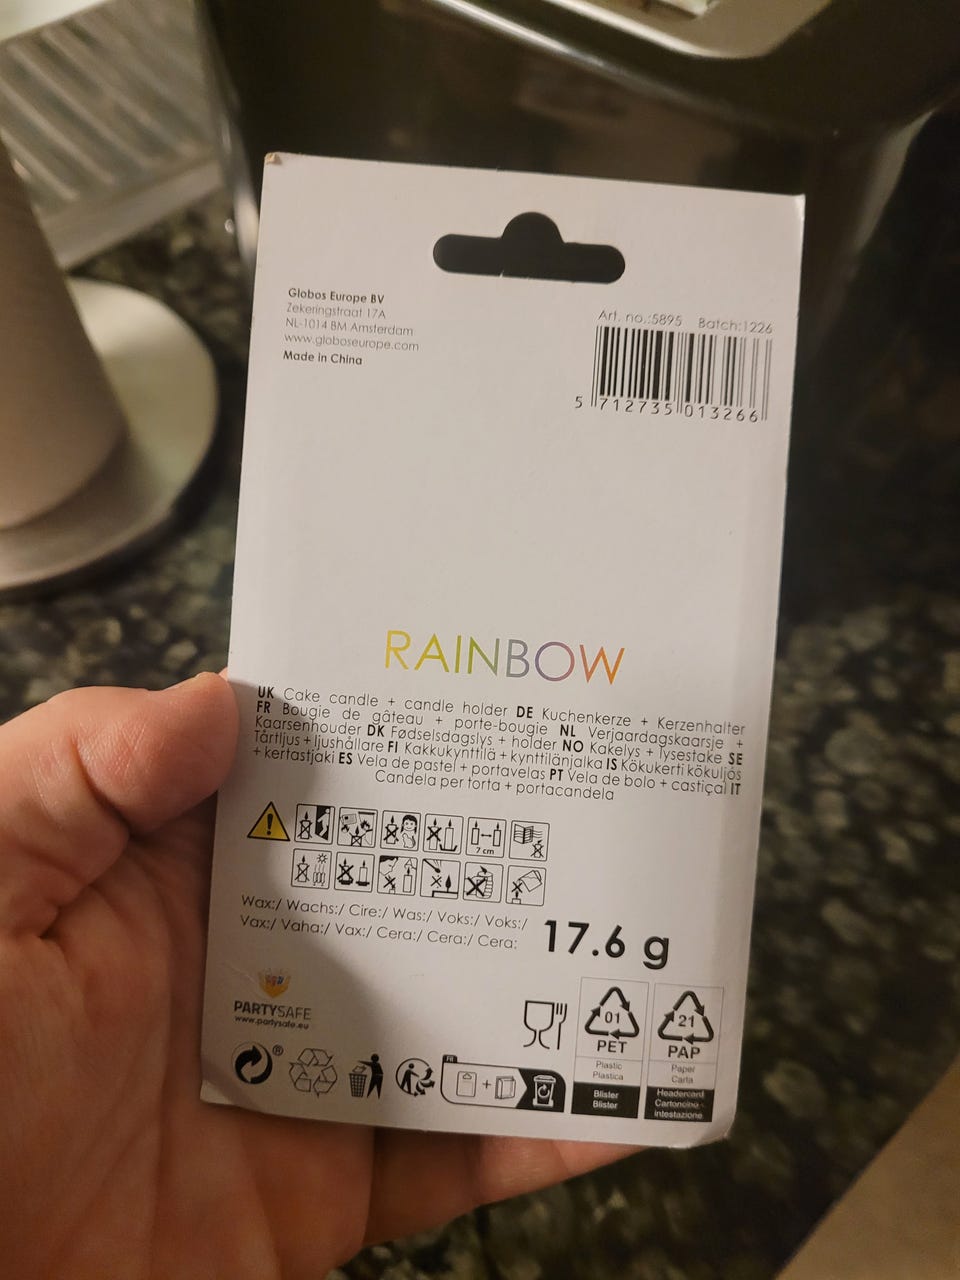 Globos Europe BV
Zekeringstraat 17A
NL-1014 BM Amsterdam
www.globoseurope.com
Made in China
Art. no.:5895 Batch:1226
5 712735 013266
RAINBOW
UK Cake candle + candle holder DE Kuchenkerze + Kerzenhalter
FR Bougie de gâteau + porte-bougie NL Verjaardagskaarsje +
Kaarsenhouder DK Fødselsdagslys + holder NO Kakelys + lysestake SE
Tårtljus + ljushållare FI Kakkukynttilä + kynttilänjalka IS Kökukerti kökuljós
+ kertastjaki ES Vela de pastel + portavelas PT Vela de bolo + castiçal IT
Candela per torta + portacandela
7 cm
Wax:/ Wachs:/ Cire:/ Was:/ Voks:/ Voks:/
Vax:/ Vaha:/ Vax:/ Cera:/ Cera:/ Cera:
17.6 g
PARTYSAFE
www.partysafe.eu
®
FR
01
PET
Plastic
Plastica
Blister
Blister
21
PAP
Paper
Carta
Headercard
Cartoncino -
intestazione